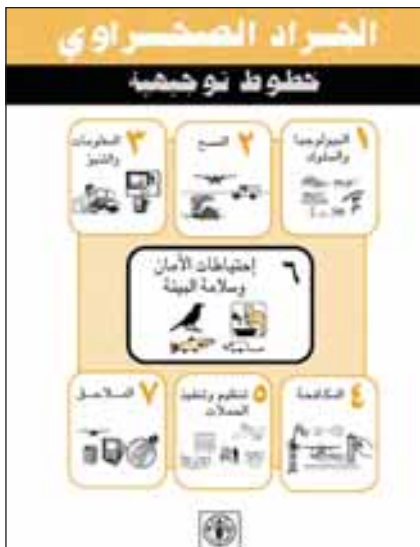 الجراد الصحراوي
خطوط توجيهية
١ البيولوجيا
والسلوك
٢ المسح
٣ المعلومات
والتنبؤ
٦ إحتياطات الأمان
وسلامة البيئة
٤ المكافحة
٥ تنظيم وتنفيذ
الحملات
٧ الملاحق